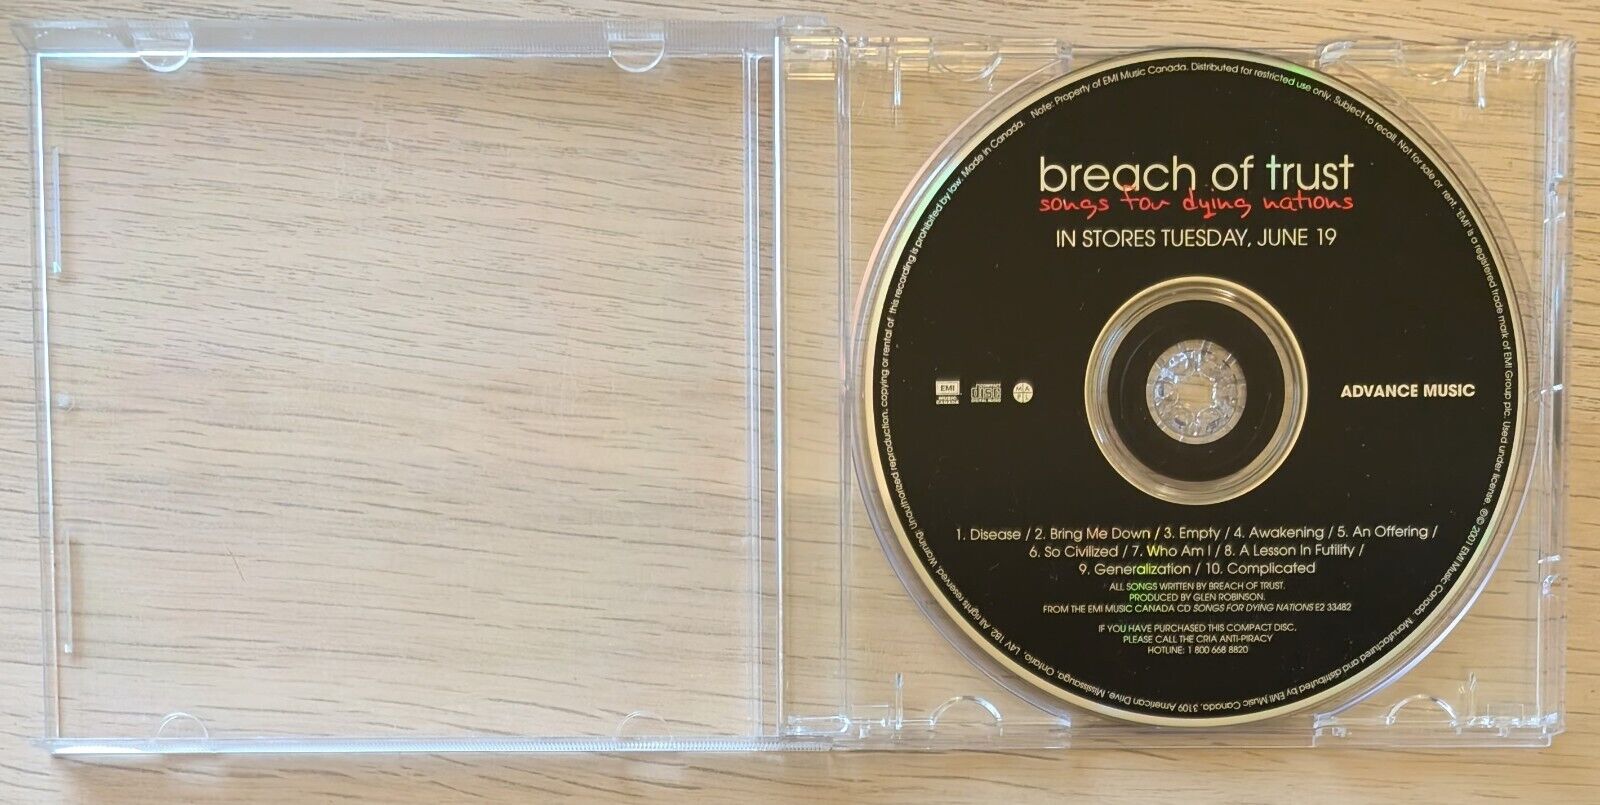 breach of trust
songs for dying nations
IN STORES TUESDAY, JUNE 19
EMI
MUSIC
CANADA
COMPACT
disc
DIGITAL AUDIO
M A
P L
ADVANCE MUSIC
1. Disease / 2. Bring Me Down / 3. Empty / 4. Awakening / 5. An Offering /
6. So Civilized / 7. Who Am I / 8. A Lesson In Futility /
9. Generalization / 10. Complicated
ALL SONGS WRITTEN BY BREACH OF TRUST.
PRODUCED BY GLEN ROBINSON.
FROM THE EMI MUSIC CANADA CD SONGS FOR DYING NATIONS E2 33482
IF YOU HAVE PURCHASED THIS COMPACT DISC,
PLEASE CALL THE CRIA ANTI-PIRACY
HOTLINE: 1 800 668 8820
Note: Property of EMI Music Canada. Distributed for restricted use only. Subject to recall. Not for sale or rent. "EMI" is a registered trade mark of EMI Group plc. Used under license ℗© 2001 EMI Music Canada. Manufactured and distributed by EMI Music Canada, 3109 American Drive, Mississauga, Ontario, L4V 1B2. All rights reserved. Warning: Unauthorized reproduction, copying or rental of this recording is prohibited by law. Made in Canada.